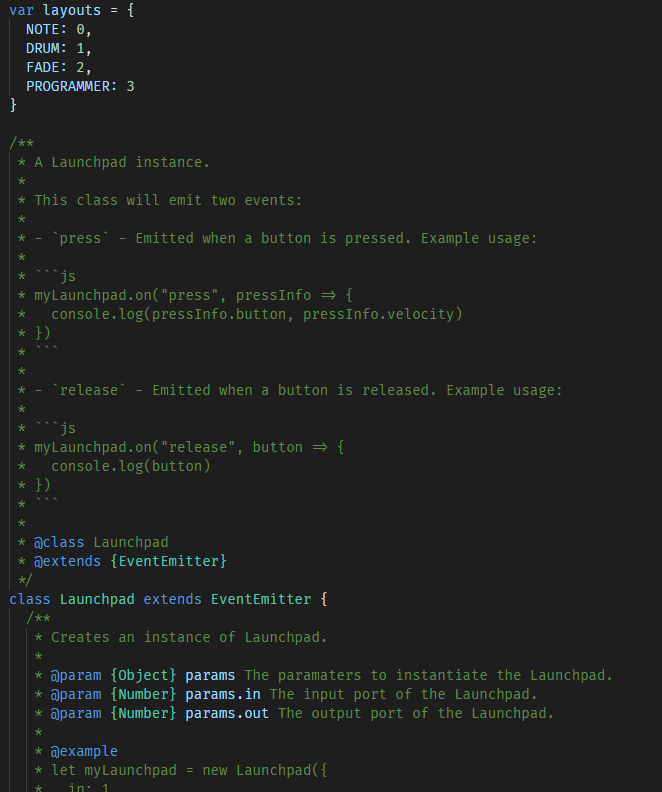 var layouts = {
  NOTE: 0,
  DRUM: 1,
  FADE: 2,
  PROGRAMMER: 3
}
/**
 * A Launchpad instance.
 *
 * This class will emit two events:
 *
 * - `press` - Emitted when a button is pressed. Example usage:
 *
 * ```js
 * myLaunchpad.on("press", pressInfo => {
 *   console.log(pressInfo.button, pressInfo.velocity)
 * })
 * ```
 *
 * - `release` - Emitted when a button is released. Example usage:
 *
 * ```js
 * myLaunchpad.on("release", button => {
 *   console.log(button)
 * })
 * ```
 *
 * @class Launchpad
 * @extends {EventEmitter}
 */
class Launchpad extends EventEmitter {
  /**
   * Creates an instance of Launchpad.
   *
   * @param {Object} params The paramaters to instantiate the Launchpad.
   * @param {Number} params.in The input port of the Launchpad.
   * @param {Number} params.out The output port of the Launchpad.
   *
   * @example
   * let myLaunchpad = new Launchpad({
   *   in: 1